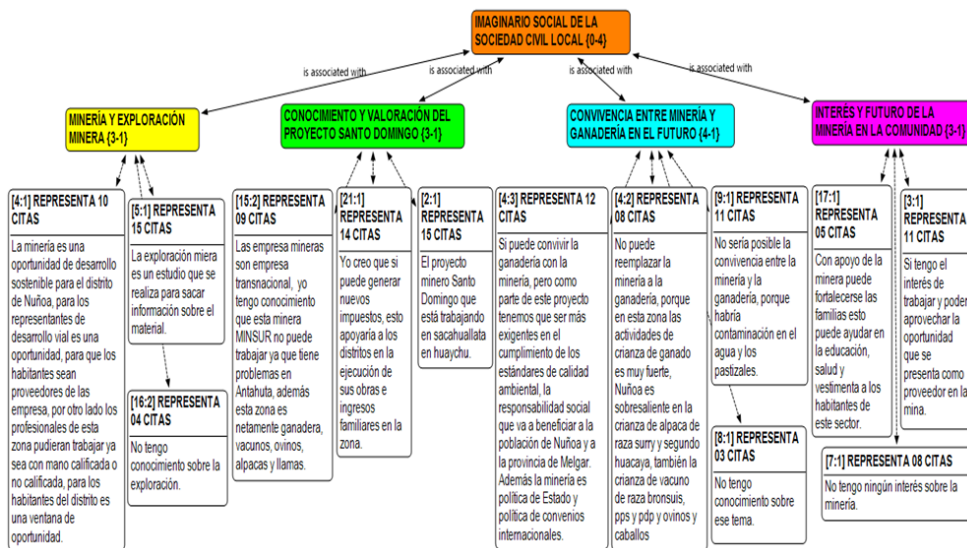 IMAGINARIO SOCIAL DE LA
SOCIEDAD CIVIL LOCAL {0-4}
is associated with
is associated with
is associated with
is associated with
MINERÍA Y EXPLORACIÓN
MINERA {3-1}
CONOCIMIENTO Y VALORACIÓN DEL
PROYECTO SANTO DOMINGO {3-1}
CONVIVENCIA ENTRE MINERÍA Y
GANADERÍA EN EL FUTURO {4-1}
INTERÉS Y FUTURO DE LA
MINERÍA EN LA COMUNIDAD {3-1}
[4:1] REPRESENTA 10
CITAS
La minería es una
oportunidad de desarrollo
sostenible para el distrito
de Nuñoa, para los
representantes de
desarrollo vial es una
oportunidad, para que los
habitantes sean
proveedores de las
empresa, por otro lado los
profesionales de esta
zona pudieran trabajar ya
sea con mano calificada o
no calificada, para los
habitantes del distrito es
una ventana de
oportunidad.
[5:1] REPRESENTA
15 CITAS
La exploración miera
es un estudio que se
realiza para sacar
información sobre el
material.
[16:2] REPRESENTA
04 CITAS
No tengo
conocimiento sobre la
exploración.
[15:2] REPRESENTA
09 CITAS
Las empresa mineras
son empresa
transnacional, yo
tengo conocimiento
que esta minera
MINSUR no puede
trabajar ya que tiene
problemas en
Antahuta, además
esta zona es
netamente ganadera,
vacunos, ovinos,
alpacas y llamas.
[21:1]
REPRESENTA
14 CITAS
Yo creo que si
puede generar
nuevos
impuestos, esto
apoyaría a los
distritos en la
ejecución de
sus obras e
ingresos
familiares en la
zona.
[2:1]
REPRESENTA
15 CITAS
El proyecto
minero Santo
Domingo que
está trabajando
en sacahuallata
en huaychu.
[4:3] REPRESENTA 12
CITAS
Si puede convivir la
ganadería con la
minería, pero como
parte de este proyecto
tenemos que ser más
exigentes en el
cumplimiento de los
estándares de calidad
ambiental, la
responsabilidad social
que va a beneficiar a la
población de Nuñoa y a
la provincia de Melgar.
Además la minería es
política de Estado y
política de convenios
internacionales.
[4:2] REPRESENTA
08 CITAS
No puede
reemplazar la
minería a la
ganadería, porque
en esta zona las
actividades de
crianza de ganado
es muy fuerte,
Nuñoa es
sobresaliente en la
crianza de alpaca de
raza surry y segundo
huacaya, también la
crianza de vacuno
de raza bronsuis,
pps y pdp y ovinos y
caballos
[9:1] REPRESENTA
11 CITAS
No sería posible la
convivencia entre la
minería y la
ganadería, porque
habría
contaminación en el
agua y los
pastizales.
[8:1] REPRESENTA
03 CITAS
No tengo
conocimiento sobre
ese tema.
[17:1]
REPRESENTA
05 CITAS
Con apoyo de la
minera puede
fortalecerse las
familias esto
puede ayudar en
la educación,
salud y
vestimenta a los
habitantes de
este sector.
[3:1]
REPRESENTA
11 CITAS
Si tengo el
interés de
trabajar y poder
aprovechar la
oportunidad
que se
presenta como
proveedor en la
mina.
[7:1] REPRESENTA 08 CITAS
No tengo ningún interés sobre la
minería.